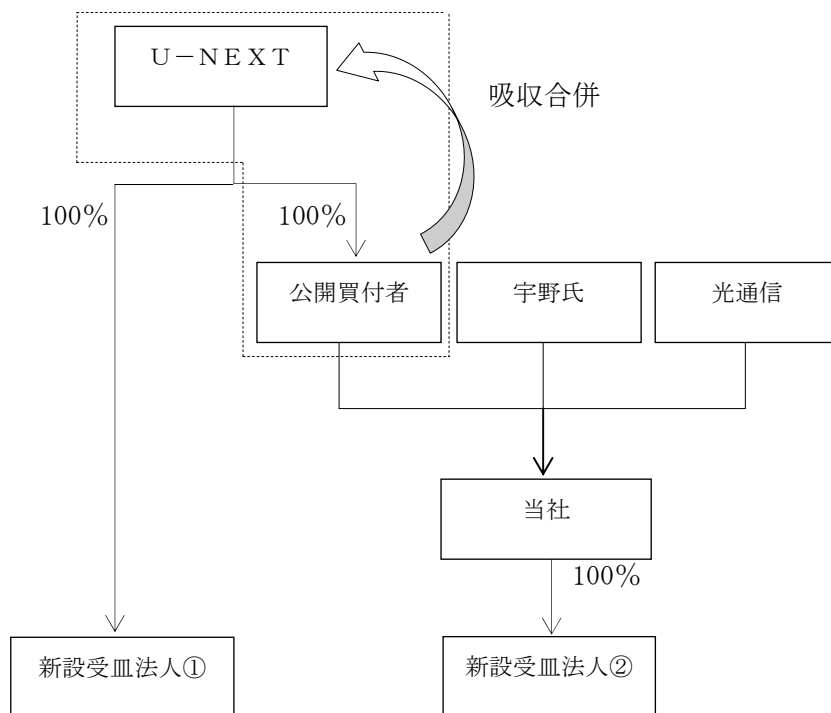 U－NEXT
吸収合併
100%
100%
公開買付者
宇野氏
光通信
当社
100%
新設受皿法人①
新設受皿法人②